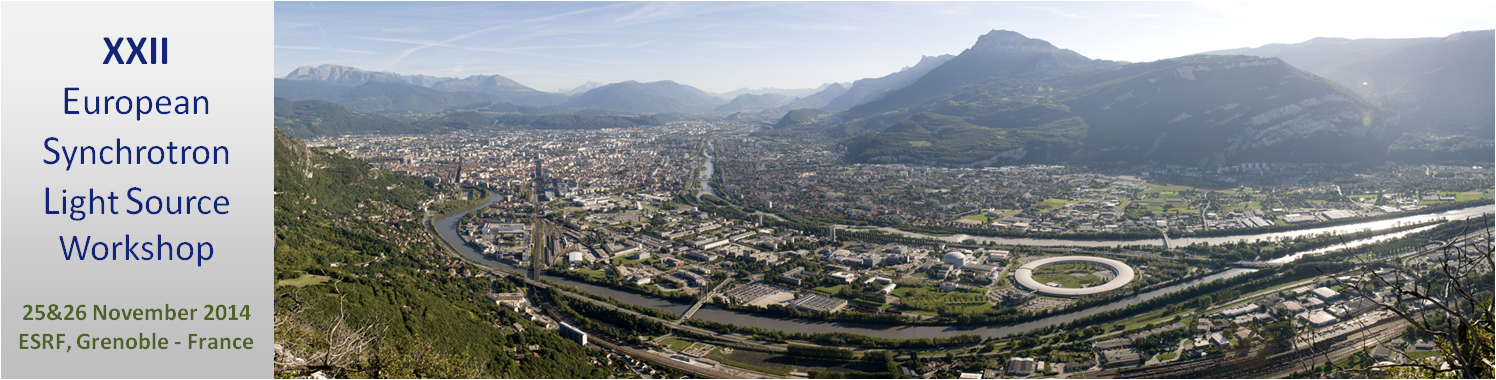 XXII
European
Synchrotron
Light Source
Workshop
25&26 November 2014
ESRF, Grenoble - France